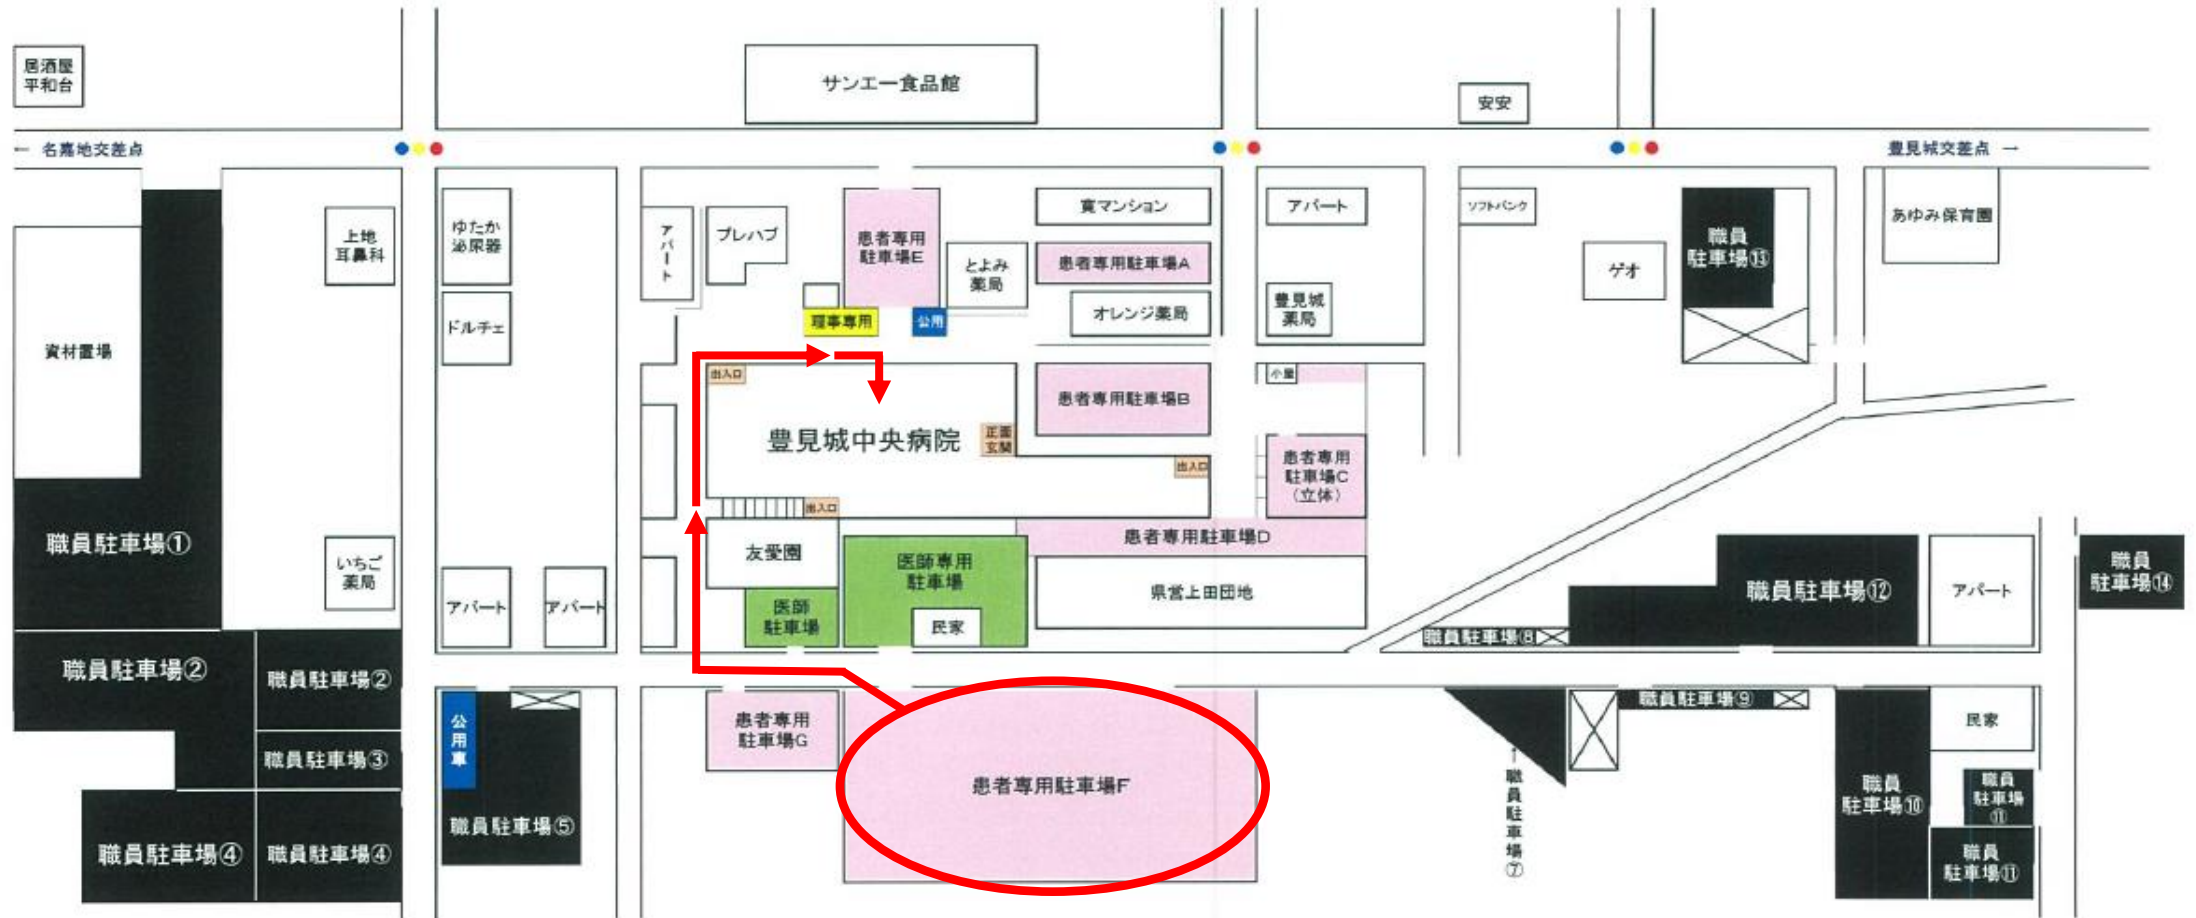 居酒屋
平和台
サンエー食品館
安安
← 名嘉地交差点
豊見城交差点 →
上地
耳鼻科
ゆたか
泌尿器
アパート
プレハブ
患者専用
駐車場E
とよみ
薬局
寛マンション
患者専用駐車場A
オレンジ薬局
アパート
豊見城
薬局
ソフトバンク
ゲオ
職員
駐車場⑬
あゆみ保育園
理事専用
公用
資材置場
ドルチェ
出入口
豊見城中央病院
正面
玄関
患者専用駐車場B
小屋
出入口
患者専用
駐車場C
(立体)
出入口
職員駐車場①
いちご
薬局
アパート
アパート
友愛園
医師
駐車場
医師専用
駐車場
民家
患者専用駐車場D
県営上田団地
職員駐車場⑧
職員駐車場⑫
アパート
職員
駐車場⑭
職員駐車場②
職員駐車場②
職員駐車場③
職員駐車場④
職員駐車場④
公用車
職員駐車場⑤
患者専用
駐車場G
患者専用駐車場F
←職員駐車場⑦
職員駐車場⑨
職員
駐車場⑩
民家
職員
駐車場
⑪
職員
駐車場⑪